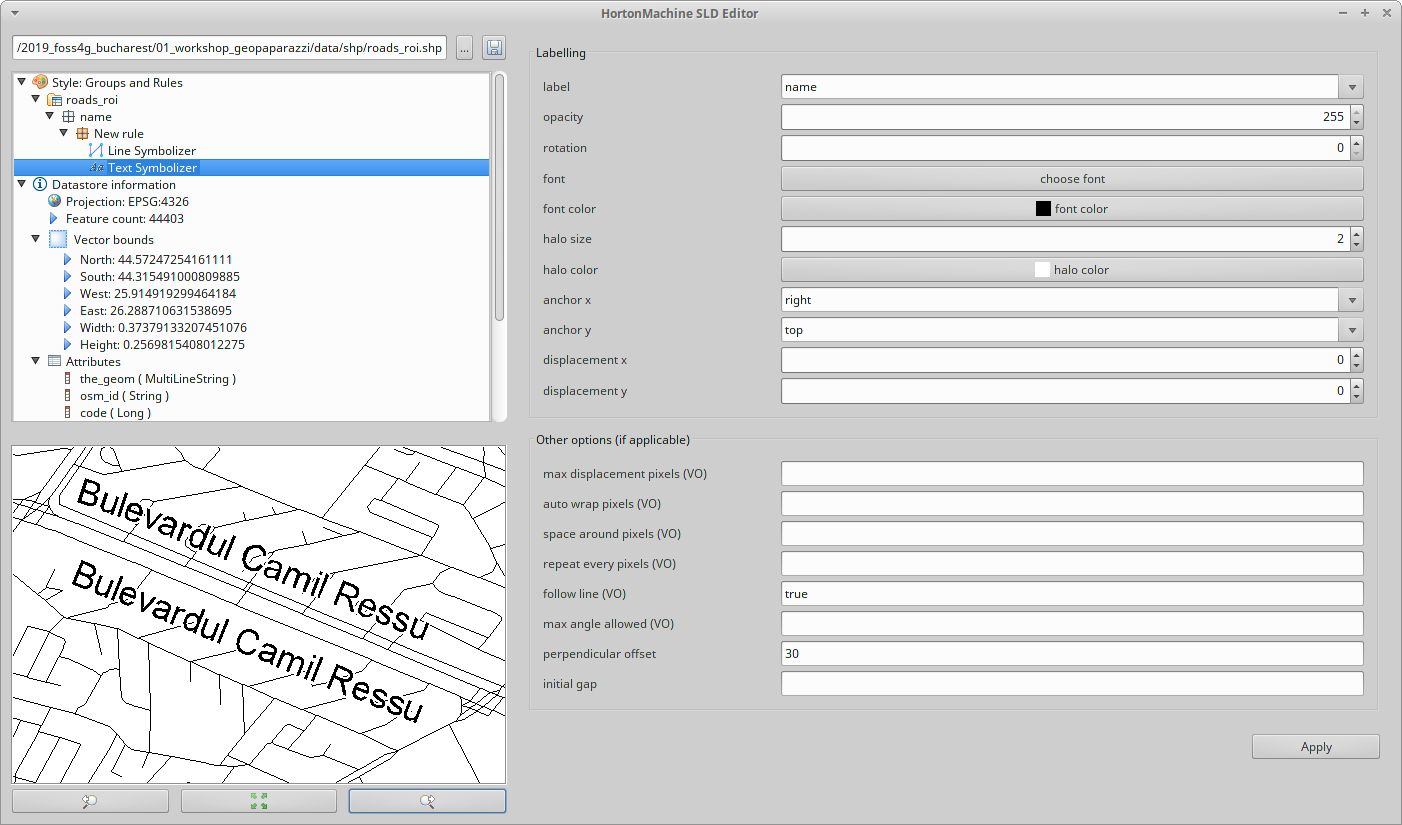 HortonMachine SLD Editor
/2019_foss4g_bucharest/01_workshop_geopaparazzi/data/shp/roads_roi.shp
...
Style: Groups and Rules
roads_roi
name
New rule
Line Symbolizer
Text Symbolizer
Datastore information
Projection: EPSG:4326
Feature count: 44403
Vector bounds
North: 44.57247254161111
South: 44.315491000809885
West: 25.914919299464184
East: 26.288710631538695
Width: 0.37379133207451076
Height: 0.2569815408012275
Attributes
the_geom ( MultiLineString )
osm_id ( String )
code ( Long )
Bulevardul Camil Ressu
Bulevardul Camil Ressu
Labelling
label name
opacity 255
rotation 0
font choose font
font color font color
halo size 2
halo color halo color
anchor x right
anchor y top
displacement x 0
displacement y 0
Other options (if applicable)
max displacement pixels (VO)
auto wrap pixels (VO)
space around pixels (VO)
repeat every pixels (VO)
follow line (VO) true
max angle allowed (VO)
perpendicular offset 30
initial gap
Apply